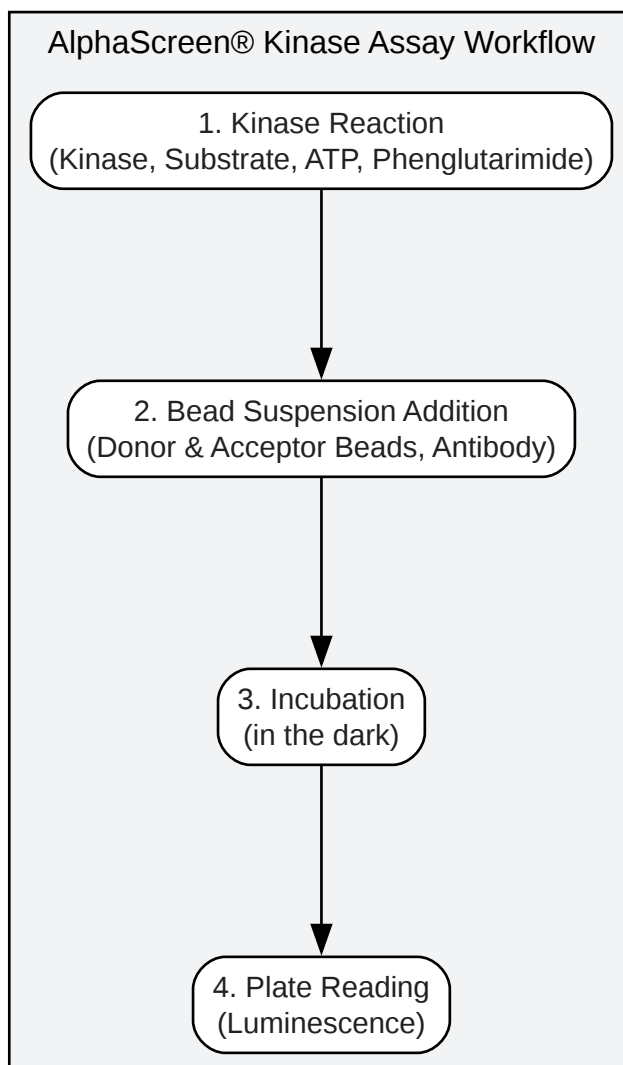 AlphaScreen® Kinase Assay Workflow
1. Kinase Reaction
(Kinase, Substrate, ATP, Phenglutarimide)
2. Bead Suspension Addition
(Donor & Acceptor Beads, Antibody)
3. Incubation
(in the dark)
4. Plate Reading
(Luminescence)